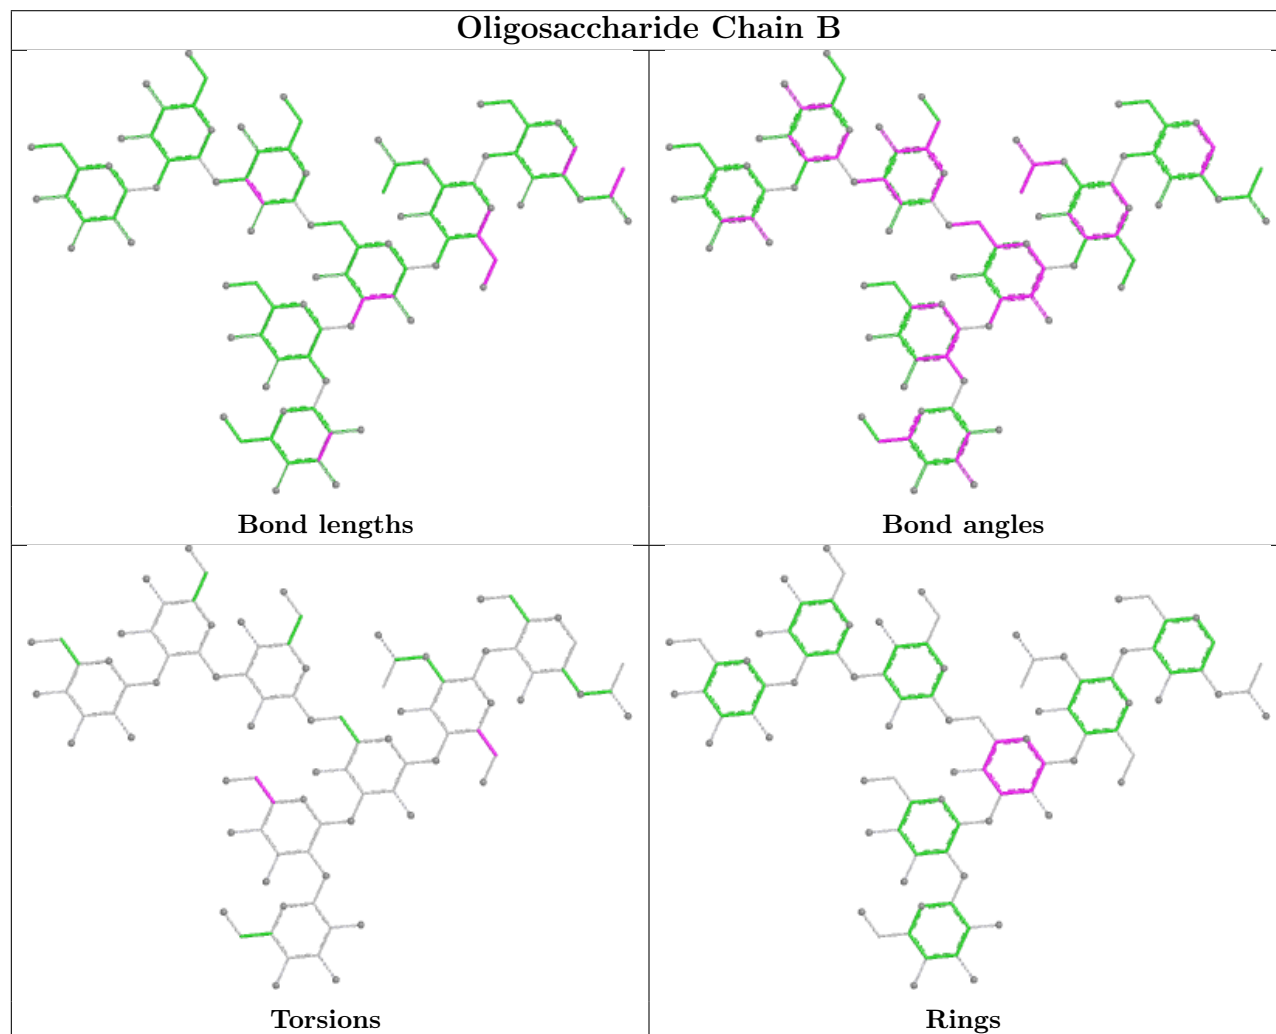 Oligosaccharide Chain B
Bond lengths
Bond angles
Torsions
Rings